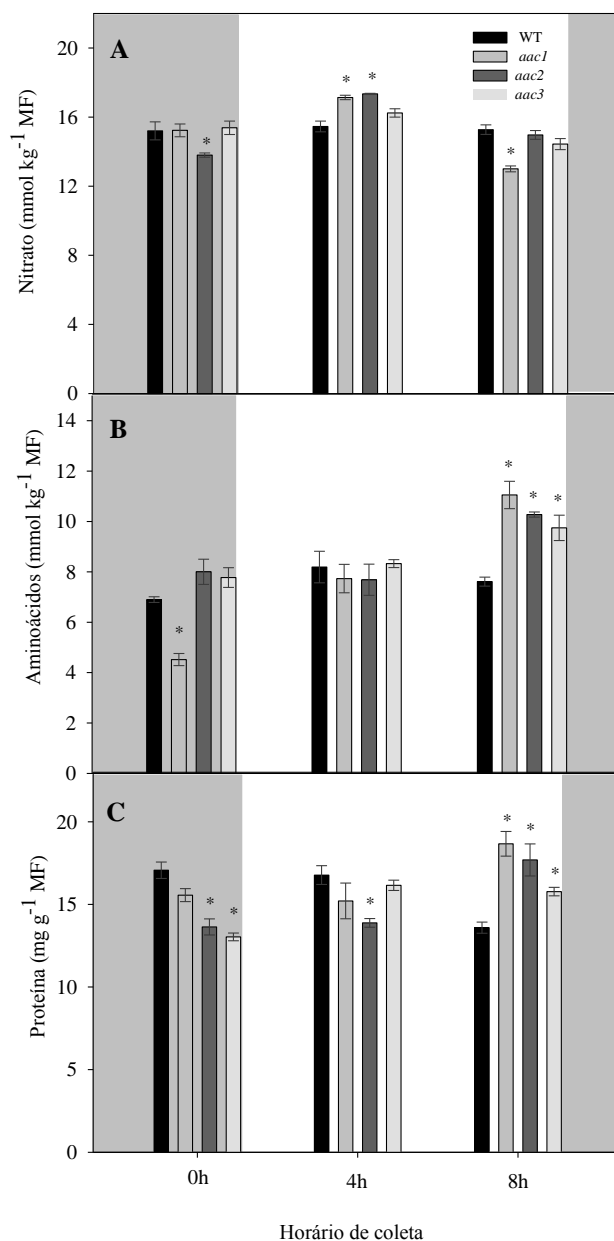 A
WT
aac1
aac2
aac3
Nitrato (mmol kg-1 MF)
20
16
12
8
4
0
* * * *
B
Aminoácidos (mmol kg-1 MF)
14
12
10
8
6
4
2
0
* * * *
C
Proteína (mg g-1 MF)
20
15
10
5
0
* * * * * *
0h 4h 8h
Horário de coleta